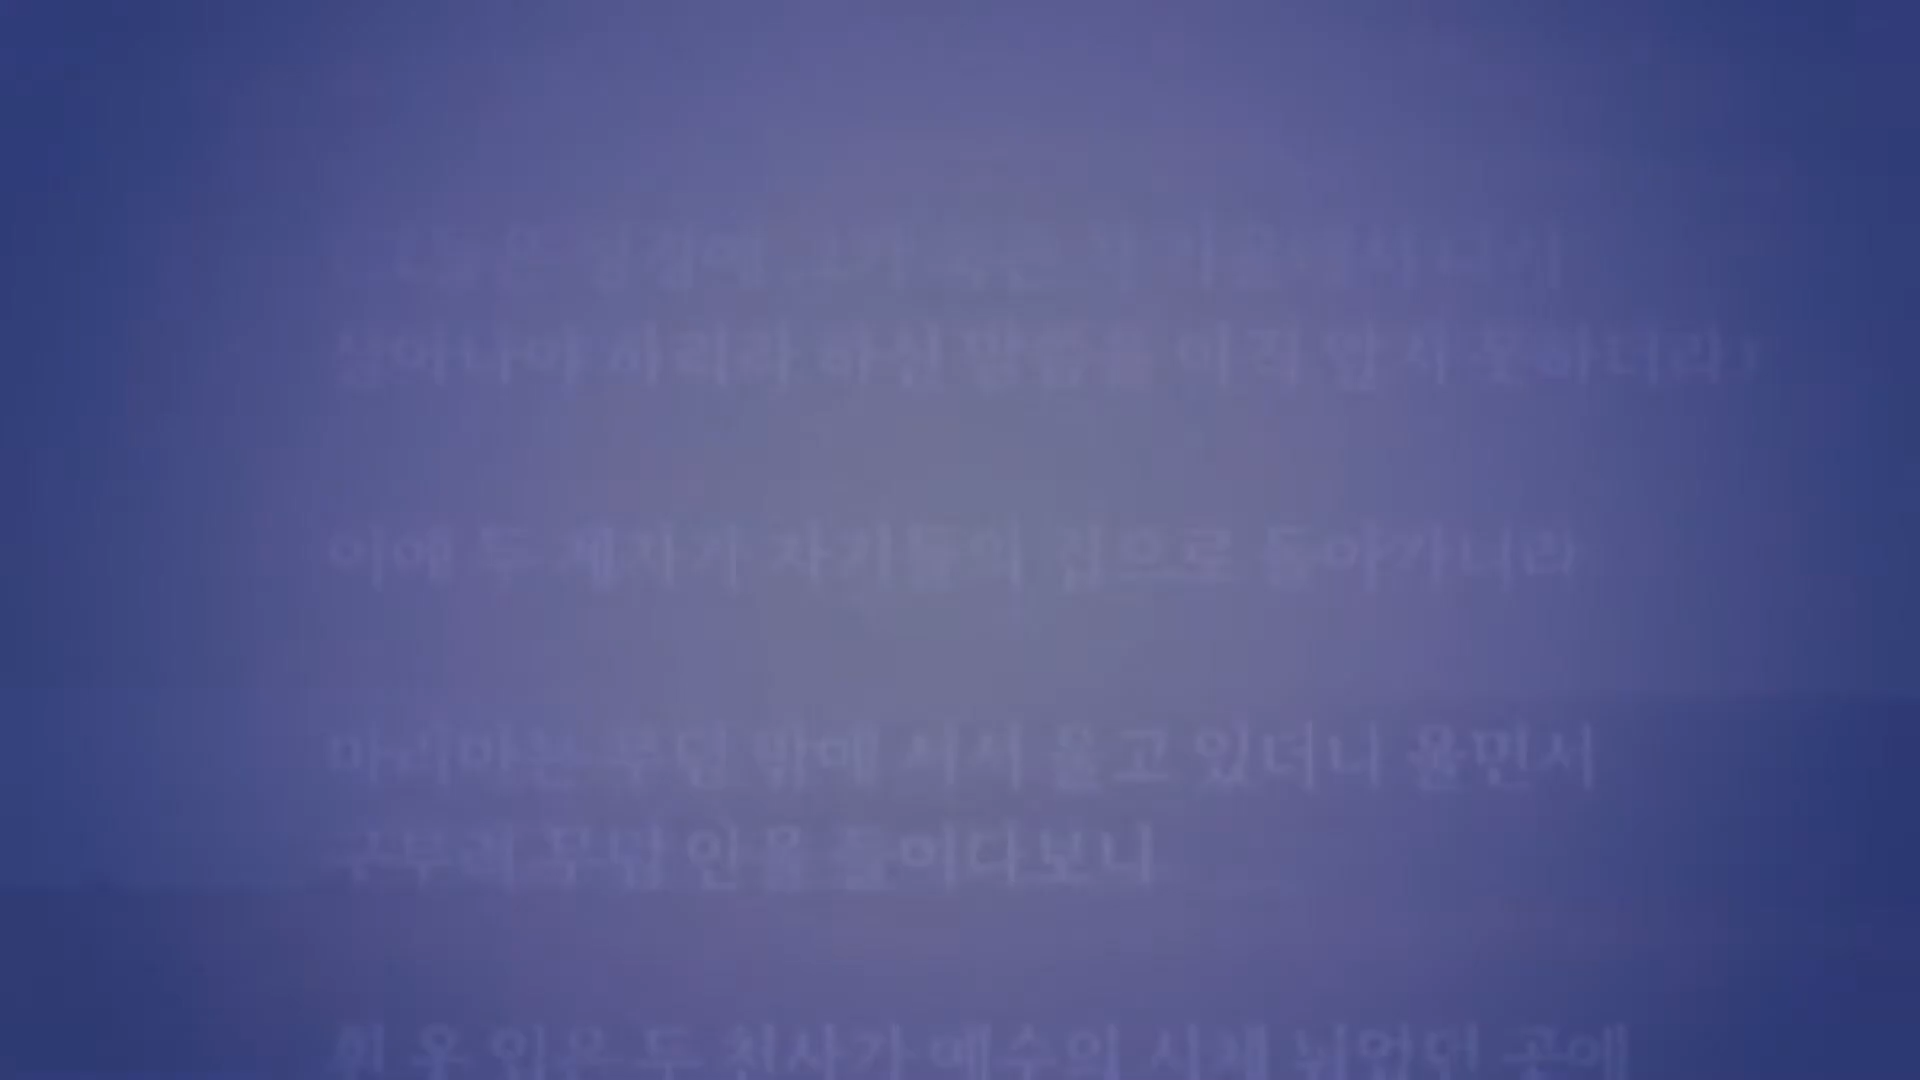 (그들은 성경에 그가 죽은 자 가운데서 다시
살아나야 하리라 하신 말씀을 아직 알지 못하더라)
이에 두 제자가 자기들의 집으로 돌아가니라
마리아는 무덤 밖에 서서 울고 있더니 울면서
구부려 무덤 안을 들여다보니
흰 옷 입은 두 천사가 예수의 시체 뉘었던 곳에